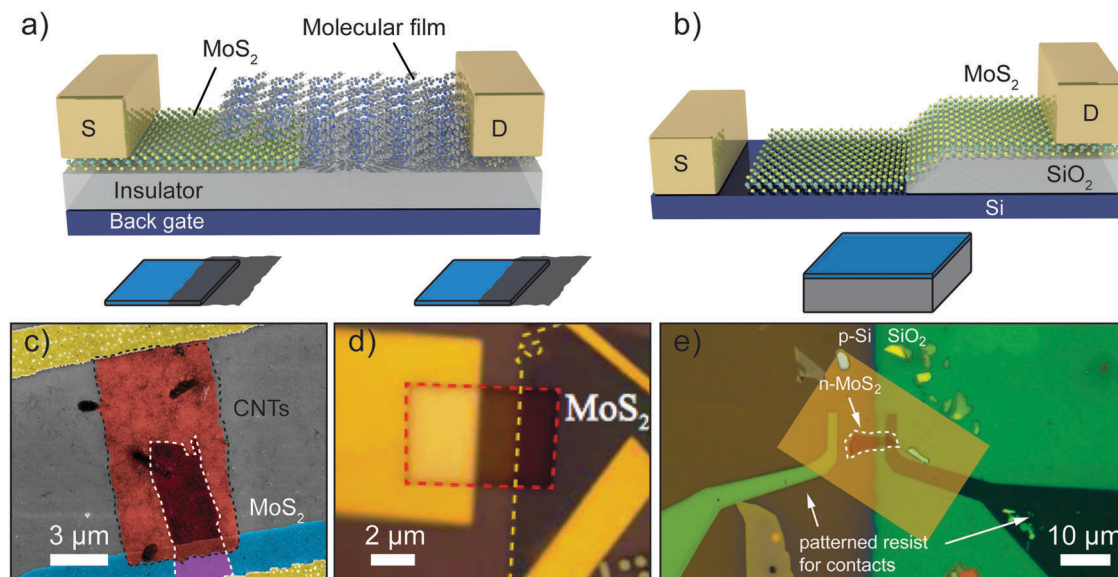 a)
MoS₂
Molecular film
S
D
Insulator
Back gate
b)
MoS₂
S
D
SiO₂
Si
c)
CNTs
MoS₂
3 μm
d)
MoS₂
2 μm
e)
p-Si
SiO₂
n-MoS₂
patterned resist
for contacts
10 μm